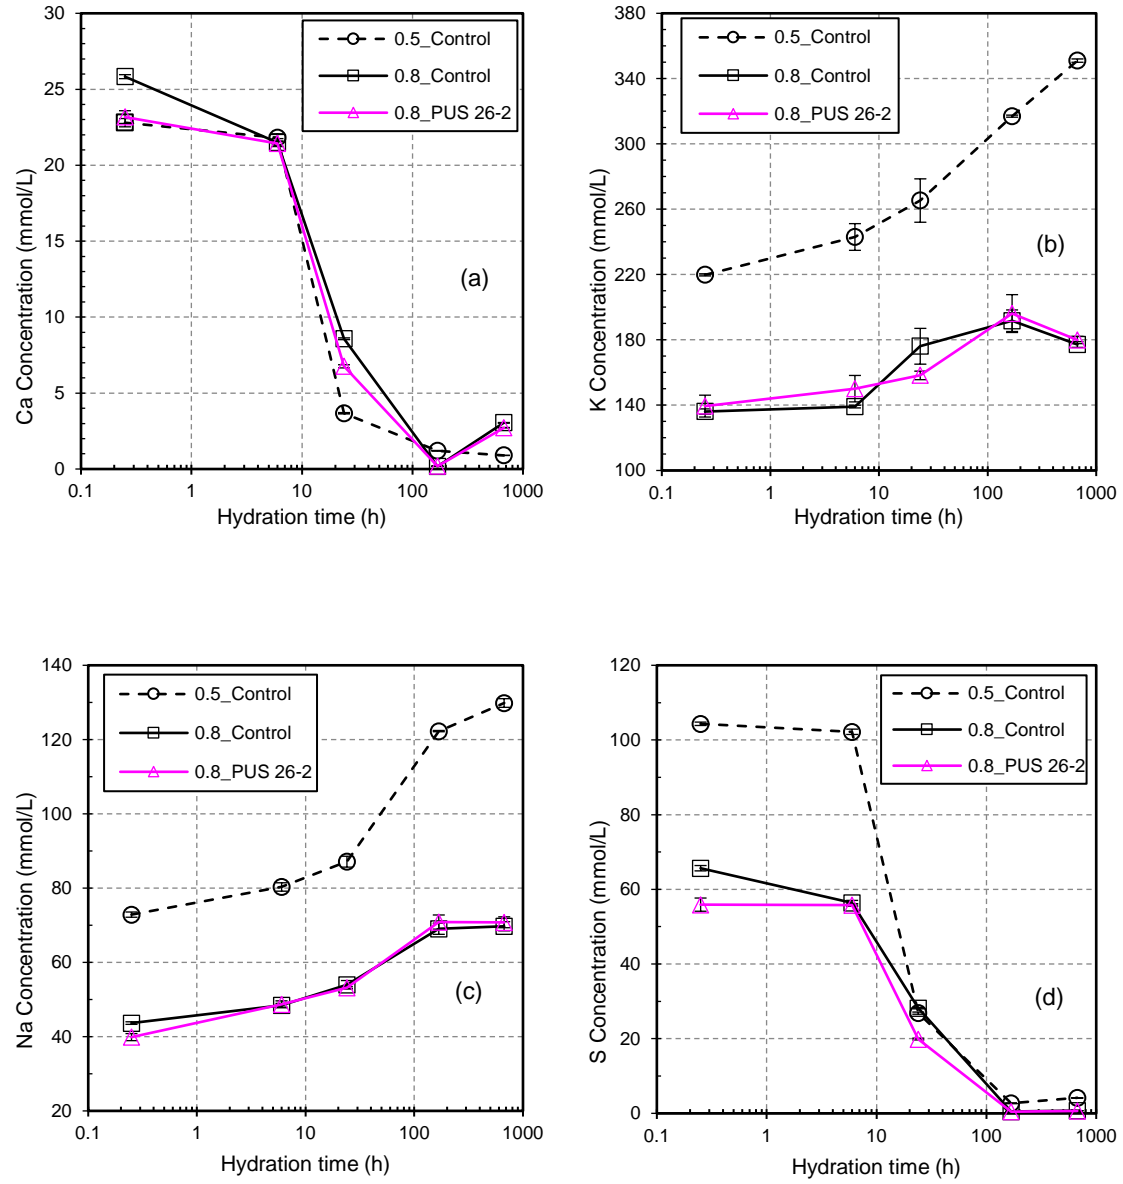 30
25
20
15
10
5
0
0.1
1
10
100
1000
Ca Concentration (mmol/L)
Hydration time (h)
0.5_Control
0.8_Control
0.8_PUS 26-2
(a)
380
340
300
260
220
180
140
100
0.1
1
10
100
1000
K Concentration (mmol/L)
Hydration time (h)
0.5_Control
0.8_Control
0.8_PUS 26-2
(b)
140
120
100
80
60
40
20
0.1
1
10
100
1000
Na Concentration (mmol/L)
Hydration time (h)
0.5_Control
0.8_Control
0.8_PUS 26-2
(c)
120
100
80
60
40
20
0
0.1
1
10
100
1000
S Concentration (mmol/L)
Hydration time (h)
0.5_Control
0.8_Control
0.8_PUS 26-2
(d)